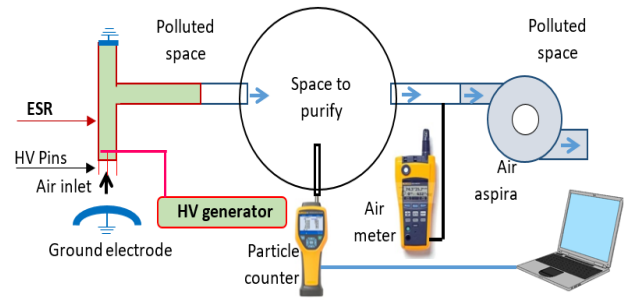 Polluted
space
Polluted
space
Space to
purify
ESR
HV Pins
Air inlet
HV generator
Ground electrode
Particle
counter
Air
meter
Air
aspira